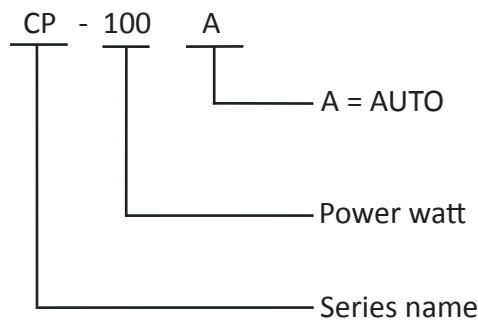 CP - 100 A
A = AUTO
Power watt
Series name